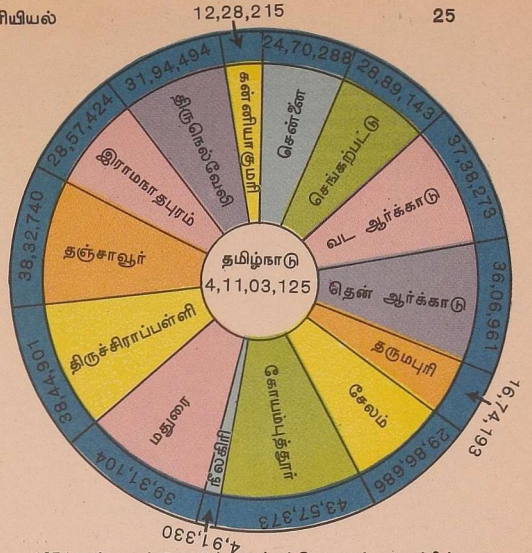 ரியியல்
25
12,28,215
24,70,288
28,89,143
37,38,273
36,06,961
16,74,193
29,86,686
43,57,373
4,91,330
39,31,104
38,44,901
38,32,740
28,57,424
31,94,494
கன்னியாகுமரி
சென்னை
செங்கற்பட்டு
வட ஆர்க்காடு
தென் ஆர்க்காடு
தருமபுரி
சேலம்
கோயம்புத்தூர்
நீலகிரி
மதுரை
திருச்சிராப்பள்ளி
தஞ்சாவூர்
இராமநாதபுரம்
திருநெல்வேலி
தமிழ்நாடு
4,11,03,125